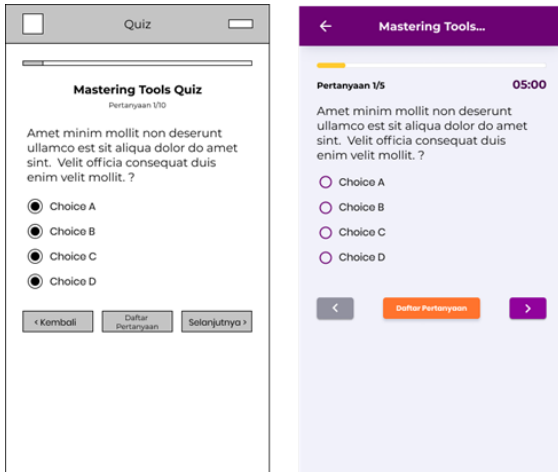 Quiz
Mastering Tools Quiz
Pertanyaan 1/10
Amet minim mollit non deserunt
ullamco est sit aliqua dolor do amet
sint. Velit officia consequat duis
enim velit mollit. ?
Choice A
Choice B
Choice C
Choice D
< Kembali
Daftar
Pertanyaan
Selanjutnya >
Mastering Tools...
Pertanyaan 1/5
05:00
Amet minim mollit non deserunt
ullamco est sit aliqua dolor do amet
sint. Velit officia consequat duis
enim velit mollit. ?
Choice A
Choice B
Choice C
Choice D
<
Daftar Pertanyaan
>